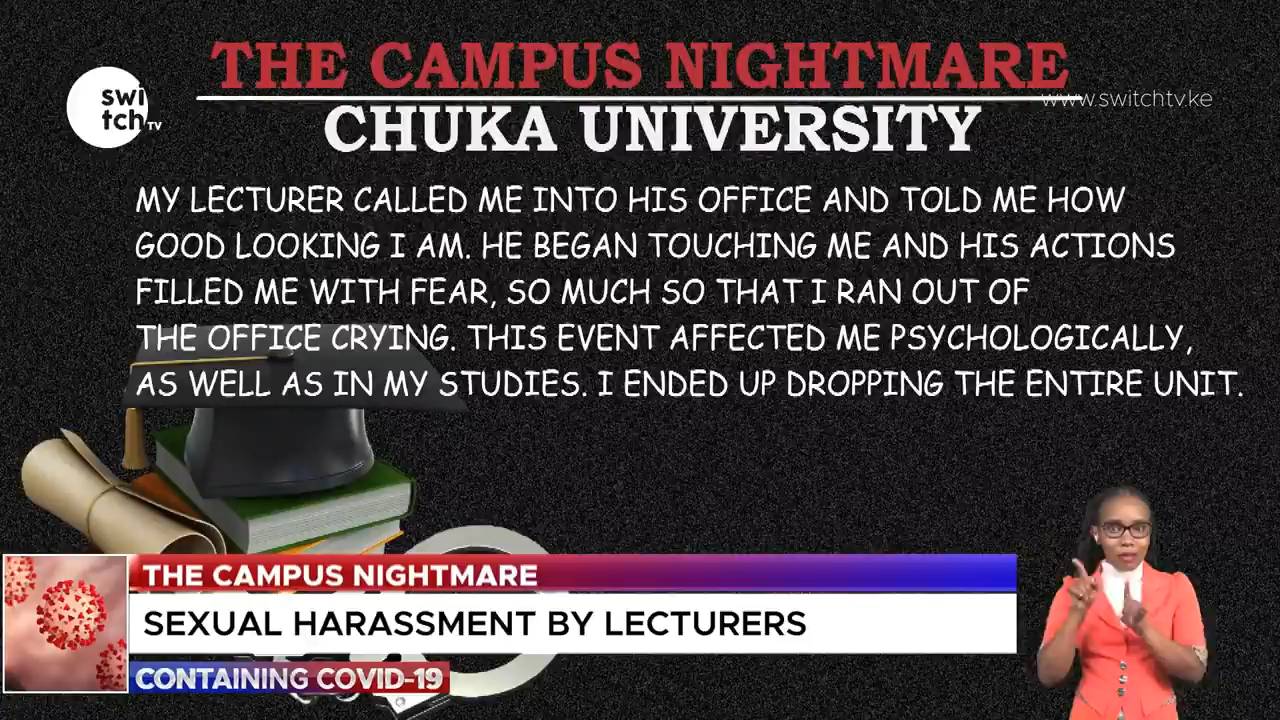 THE CAMPUS NIGHTMARE
swi
tch TV
www.switchtv.ke
CHUKA UNIVERSITY
MY LECTURER CALLED ME INTO HIS OFFICE AND TOLD ME HOW
GOOD LOOKING I AM. HE BEGAN TOUCHING ME AND HIS ACTIONS
FILLED ME WITH FEAR, SO MUCH SO THAT I RAN OUT OF
THE OFFICE CRYING. THIS EVENT AFFECTED ME PSYCHOLOGICALLY,
AS WELL AS IN MY STUDIES. I ENDED UP DROPPING THE ENTIRE UNIT.
THE CAMPUS NIGHTMARE
SEXUAL HARASSMENT BY LECTURERS
CONTAINING COVID-19